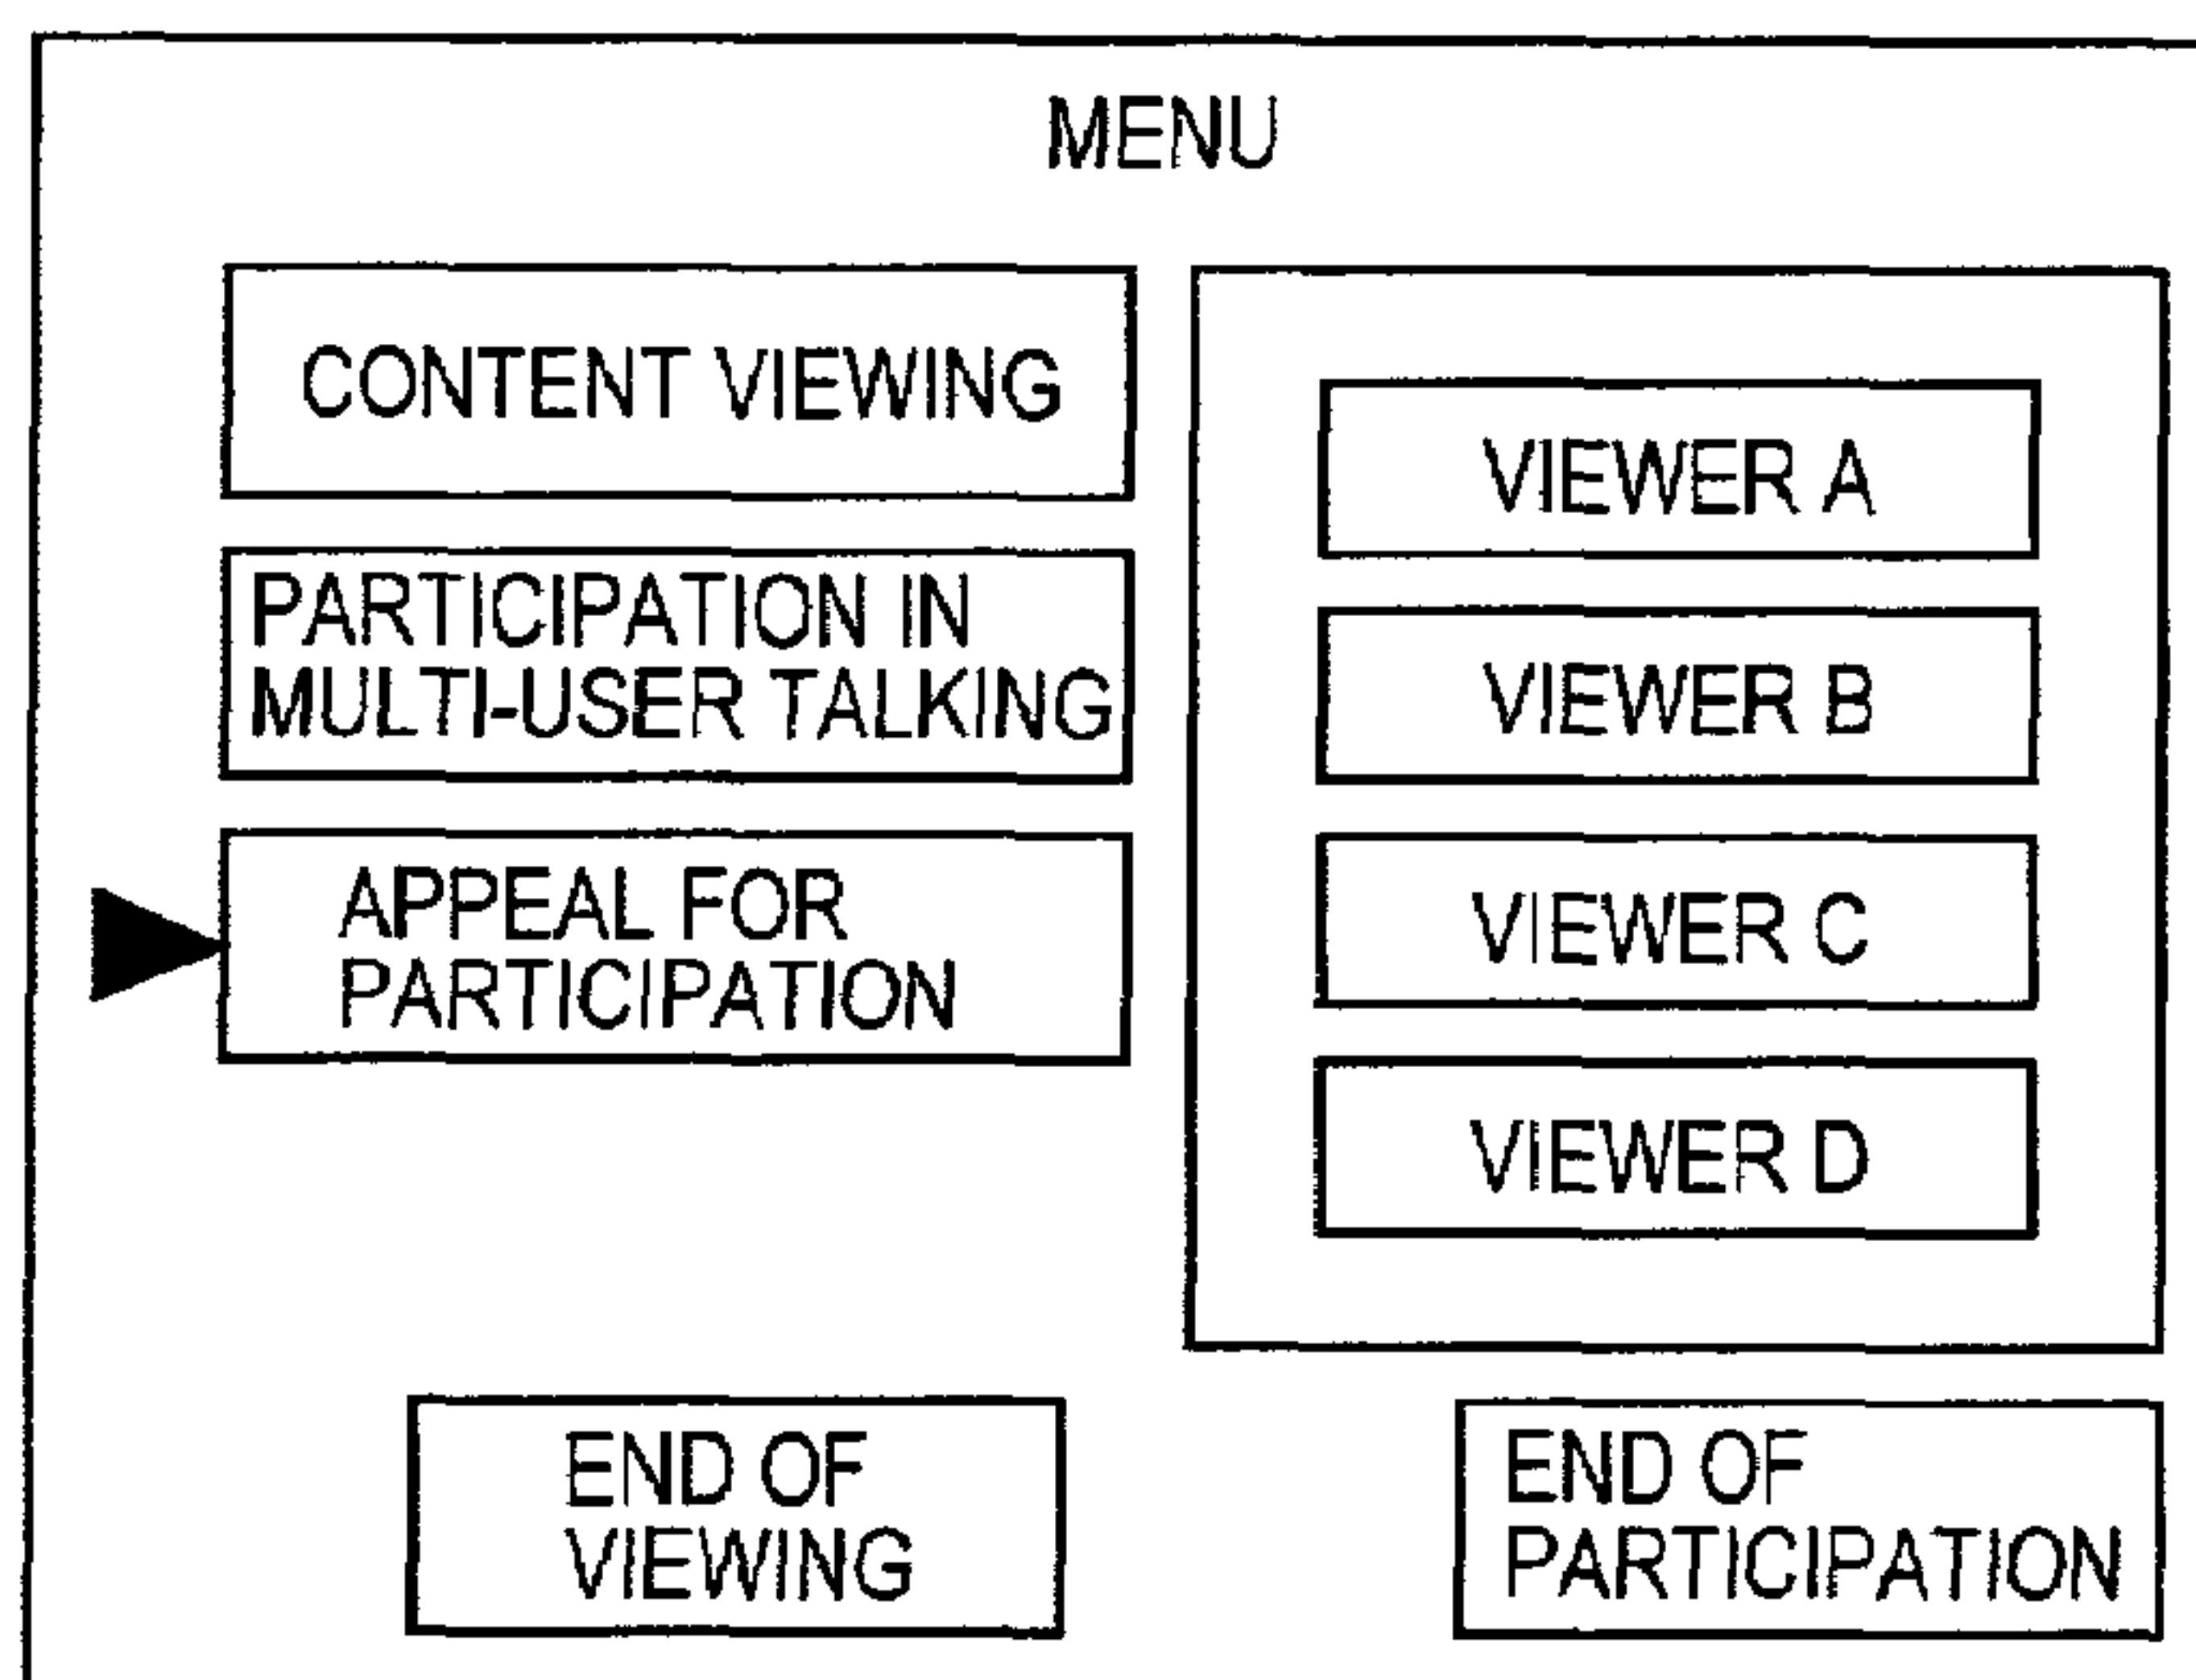 MENU
CONTENT VIEWING
PARTICIPATION IN
MULTI-USER TALKING
APPEAL FOR
PARTICIPATION
VIEWER A
VIEWER B
VIEWER C
VIEWER D
END OF
VIEWING
END OF
PARTICIPATION